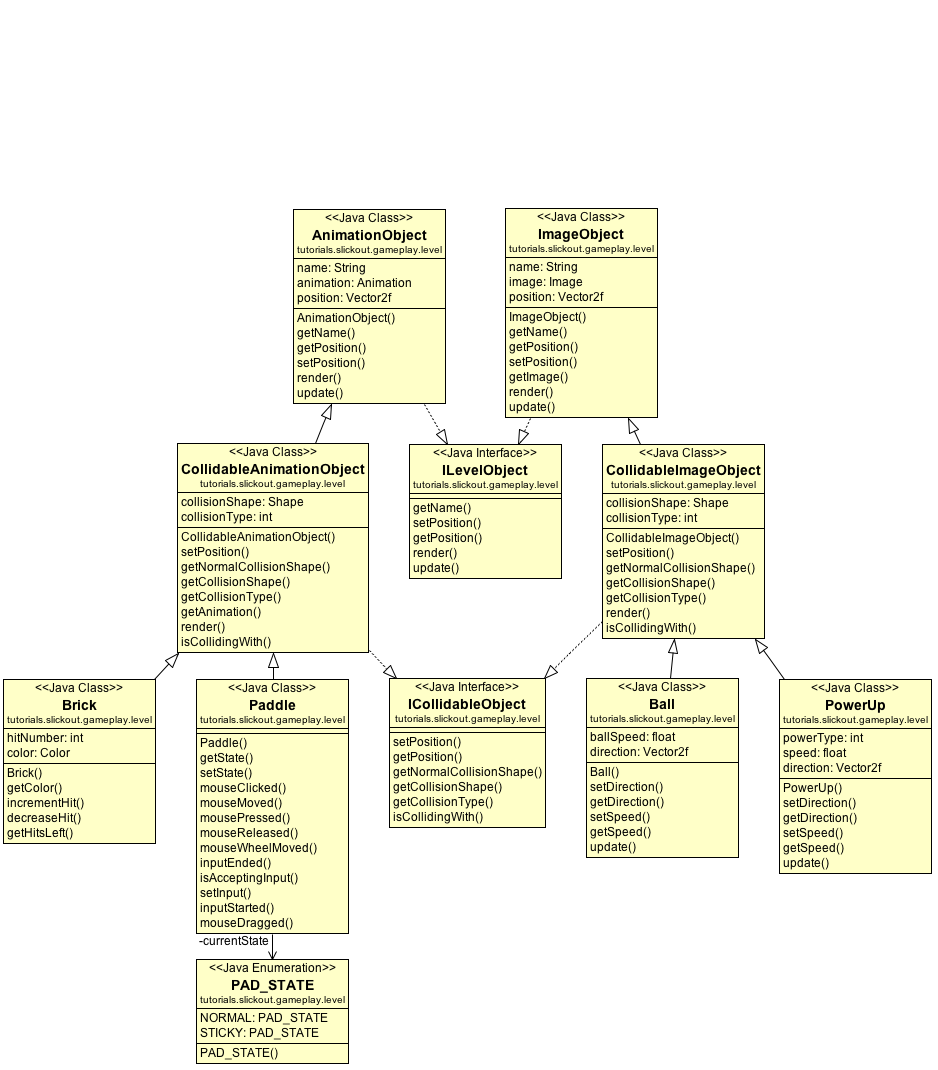 <<Java Class>>
AnimationObject
tutorials.slickout.gameplay.level
name: String
animation: Animation
position: Vector2f
AnimationObject()
getName()
getPosition()
setPosition()
render()
update()
<<Java Class>>
ImageObject
tutorials.slickout.gameplay.level
name: String
image: Image
position: Vector2f
ImageObject()
getName()
getPosition()
setPosition()
getImage()
render()
update()
<<Java Class>>
CollidableAnimationObject
tutorials.slickout.gameplay.level
collisionShape: Shape
collisionType: int
CollidableAnimationObject()
setPosition()
getNormalCollisionShape()
getCollisionShape()
getCollisionType()
getAnimation()
render()
isCollidingWith()
<<Java Interface>>
ILevelObject
tutorials.slickout.gameplay.level
getName()
setPosition()
getPosition()
render()
update()
<<Java Class>>
CollidableImageObject
tutorials.slickout.gameplay.level
collisionShape: Shape
collisionType: int
CollidableImageObject()
setPosition()
getNormalCollisionShape()
getCollisionShape()
getCollisionType()
render()
isCollidingWith()
<<Java Class>>
Brick
tutorials.slickout.gameplay.level
hitNumber: int
color: Color
Brick()
getColor()
incrementHit()
decreaseHit()
getHitsLeft()
<<Java Class>>
Paddle
tutorials.slickout.gameplay.level
Paddle()
getState()
setState()
mouseClicked()
mouseMoved()
mousePressed()
mouseReleased()
mouseWheelMoved()
inputEnded()
isAcceptingInput()
setInput()
inputStarted()
mouseDragged()
<<Java Interface>>
ICollidableObject
tutorials.slickout.gameplay.level
setPosition()
getPosition()
getNormalCollisionShape()
getCollisionShape()
getCollisionType()
isCollidingWith()
<<Java Class>>
Ball
tutorials.slickout.gameplay.level
ballSpeed: float
direction: Vector2f
Ball()
setDirection()
getDirection()
setSpeed()
getSpeed()
update()
<<Java Class>>
PowerUp
tutorials.slickout.gameplay.level
powerType: int
speed: float
direction: Vector2f
PowerUp()
setDirection()
getDirection()
setSpeed()
getSpeed()
update()
-currentState
<<Java Enumeration>>
PAD_STATE
tutorials.slickout.gameplay.level
NORMAL: PAD_STATE
STICKY: PAD_STATE
PAD_STATE()